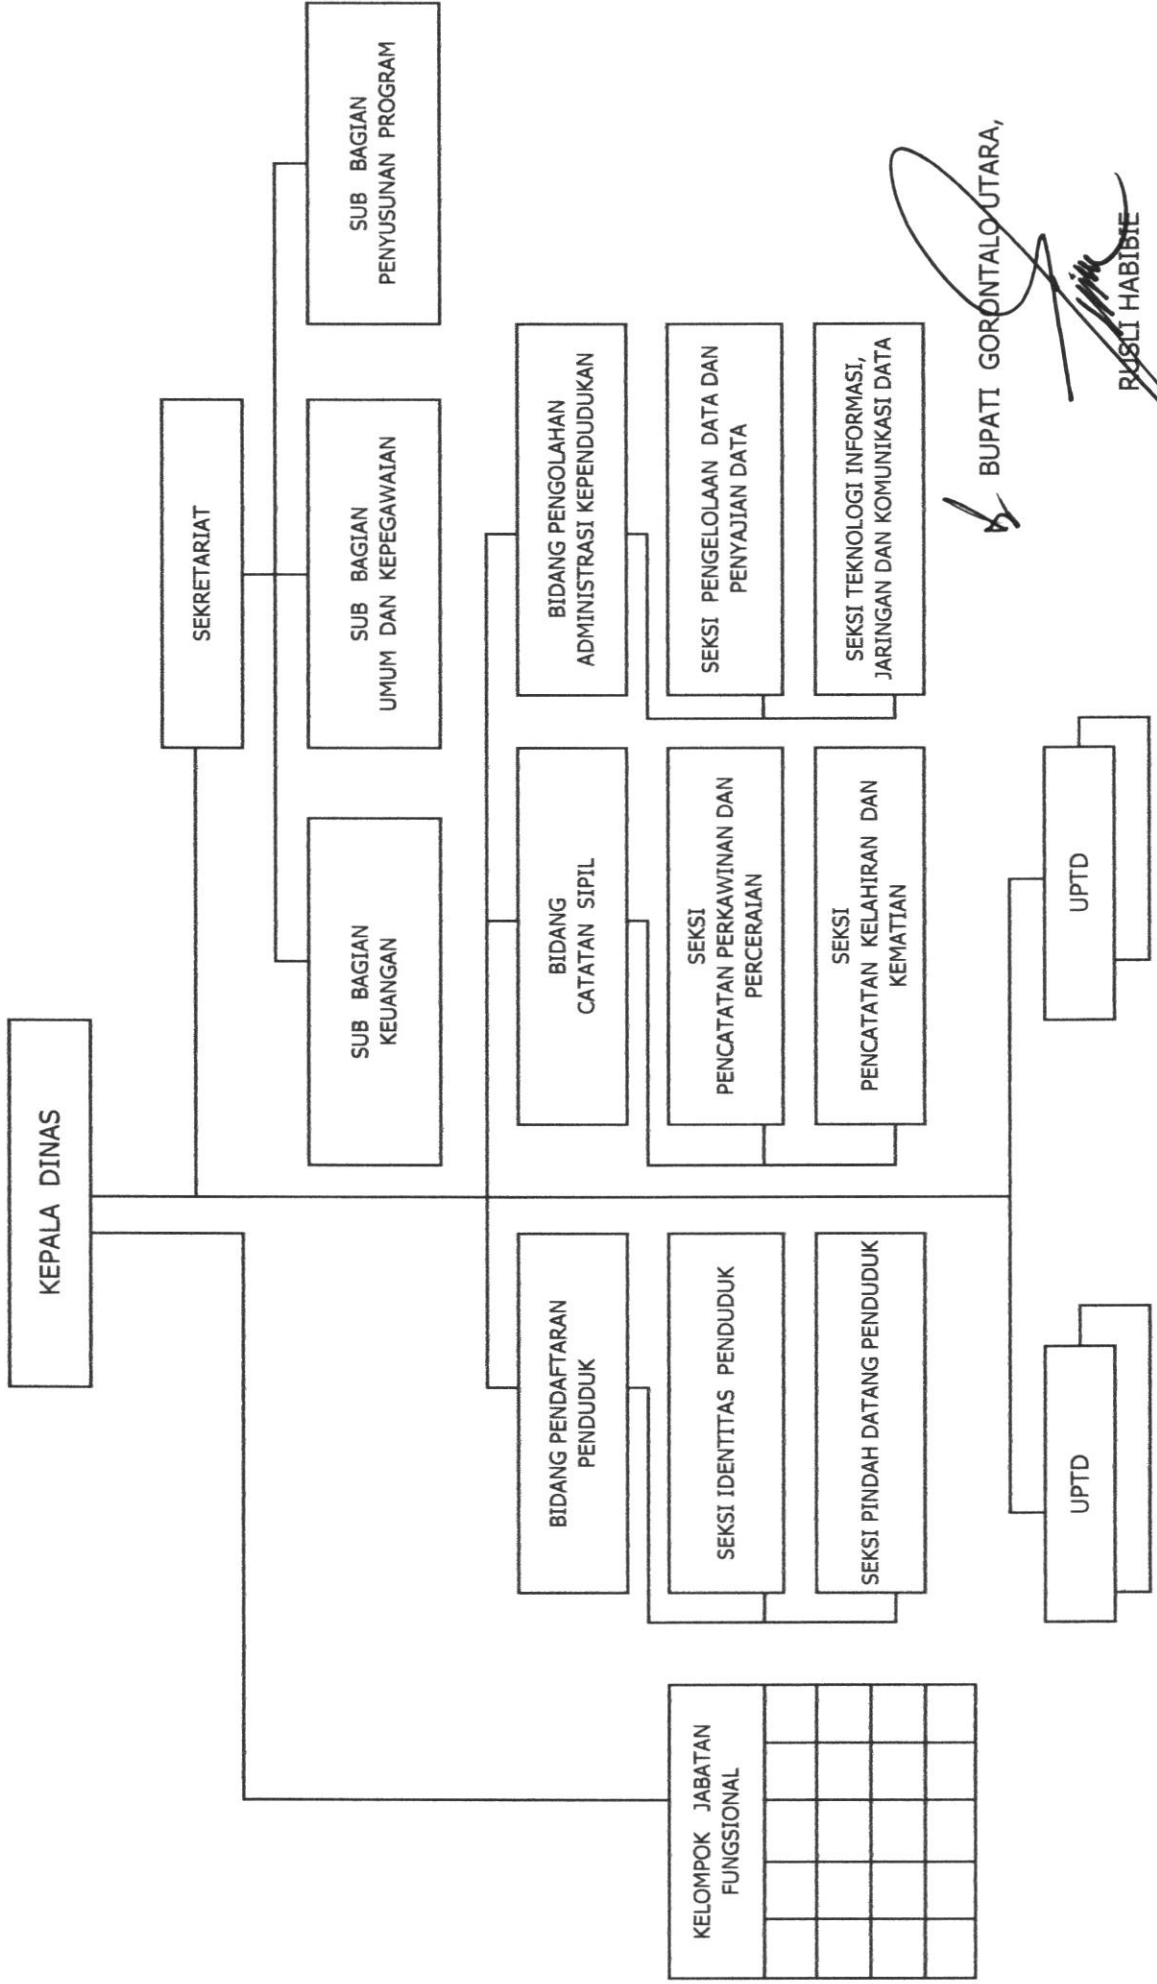 KEPALA DINAS
SEKRETARIAT
SUB BAGIAN
KEUANGAN
SUB BAGIAN
UMUM DAN KEPEGAWAIAN
SUB BAGIAN
PENYUSUNAN PROGRAM
BIDANG PENDAFTARAN
PENDUDUK
BIDANG
CATATAN SIPIL
BIDANG PENGOLAHAN
ADMINISTRASI KEPENDUDUKAN
KELOMPOK JABATAN
FUNGSIONAL
SEKSI IDENTITAS PENDUDUK
SEKSI
PENCATATAN PERKAWINAN DAN
PERCERAIAN
SEKSI PENGELOLAAN DATA DAN
PENYAJIAN DATA
SEKSI PINDAH DATANG PENDUDUK
SEKSI
PENCATATAN KELAHIRAN DAN
KEMATIAN
SEKSI TEKNOLOGI INFORMASI,
JARINGAN DAN KOMUNIKASI DATA
UPTD
UPTD
BUPATI GORONTALO UTARA,
RUSLI HABIBIE